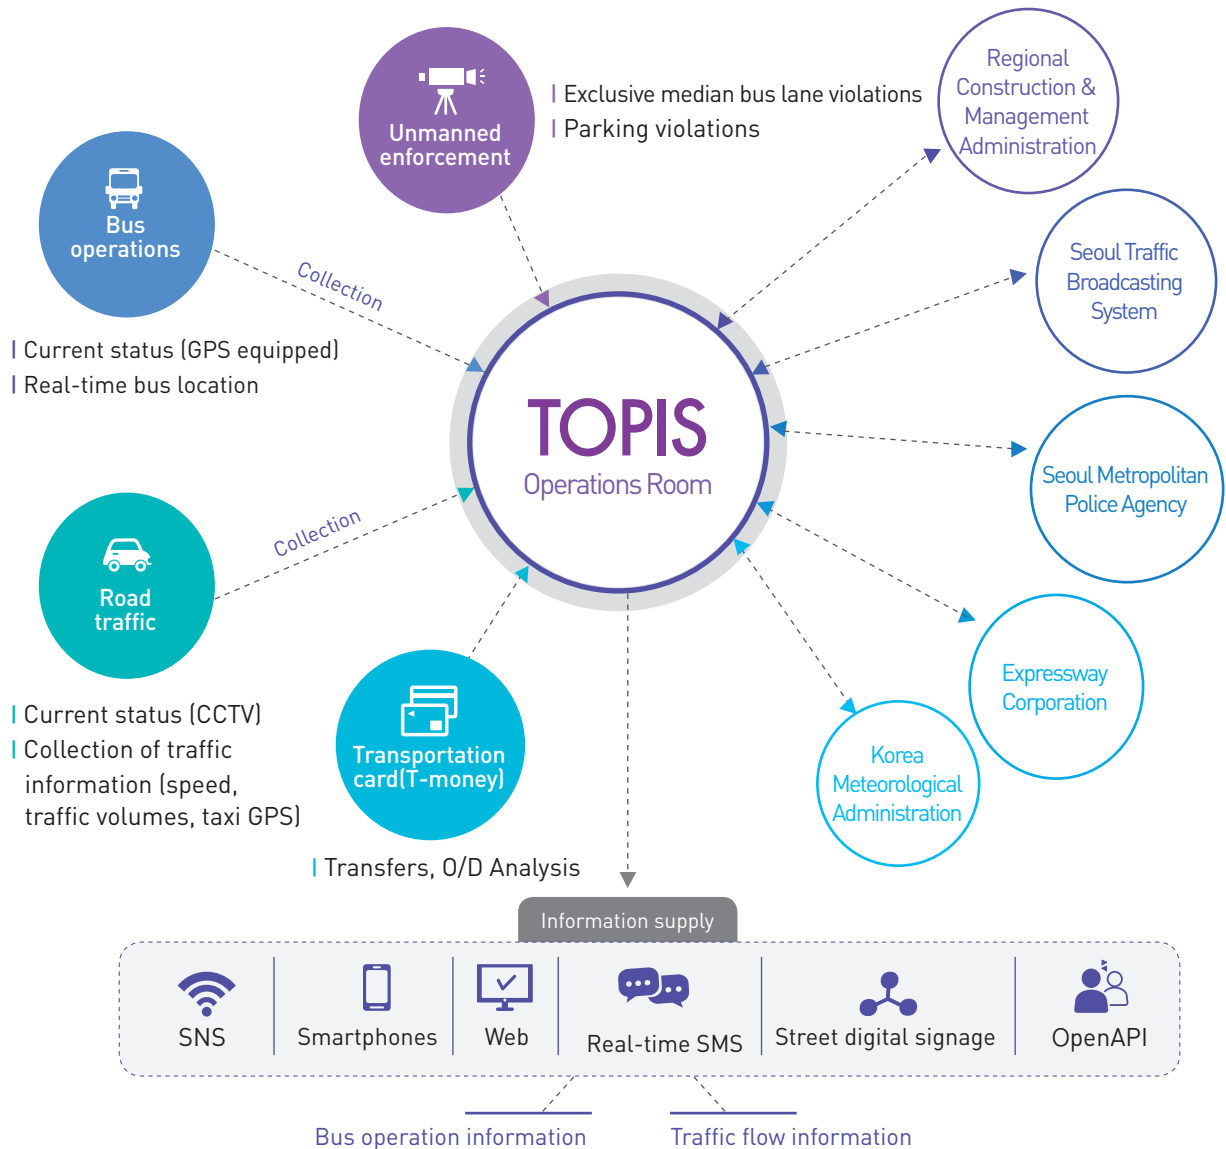 Unmanned
enforcement
Exclusive median bus lane violations
Parking violations
Regional
Construction &
Management
Administration
Bus
operations
Collection
Current status (GPS equipped)
Real-time bus location
Seoul Traffic
Broadcasting
System
TOPIS
Operations Room
Seoul Metropolitan
Police Agency
Collection
Road
traffic
Current status (CCTV)
Collection of traffic
information (speed,
traffic volumes, taxi GPS)
Transportation
card(T-money)
Transfers, O/D Analysis
Expressway
Corporation
Korea
Meteorological
Administration
Information supply
SNS
Smartphones
Web
Real-time SMS
Street digital signage
OpenAPI
Bus operation information
Traffic flow information